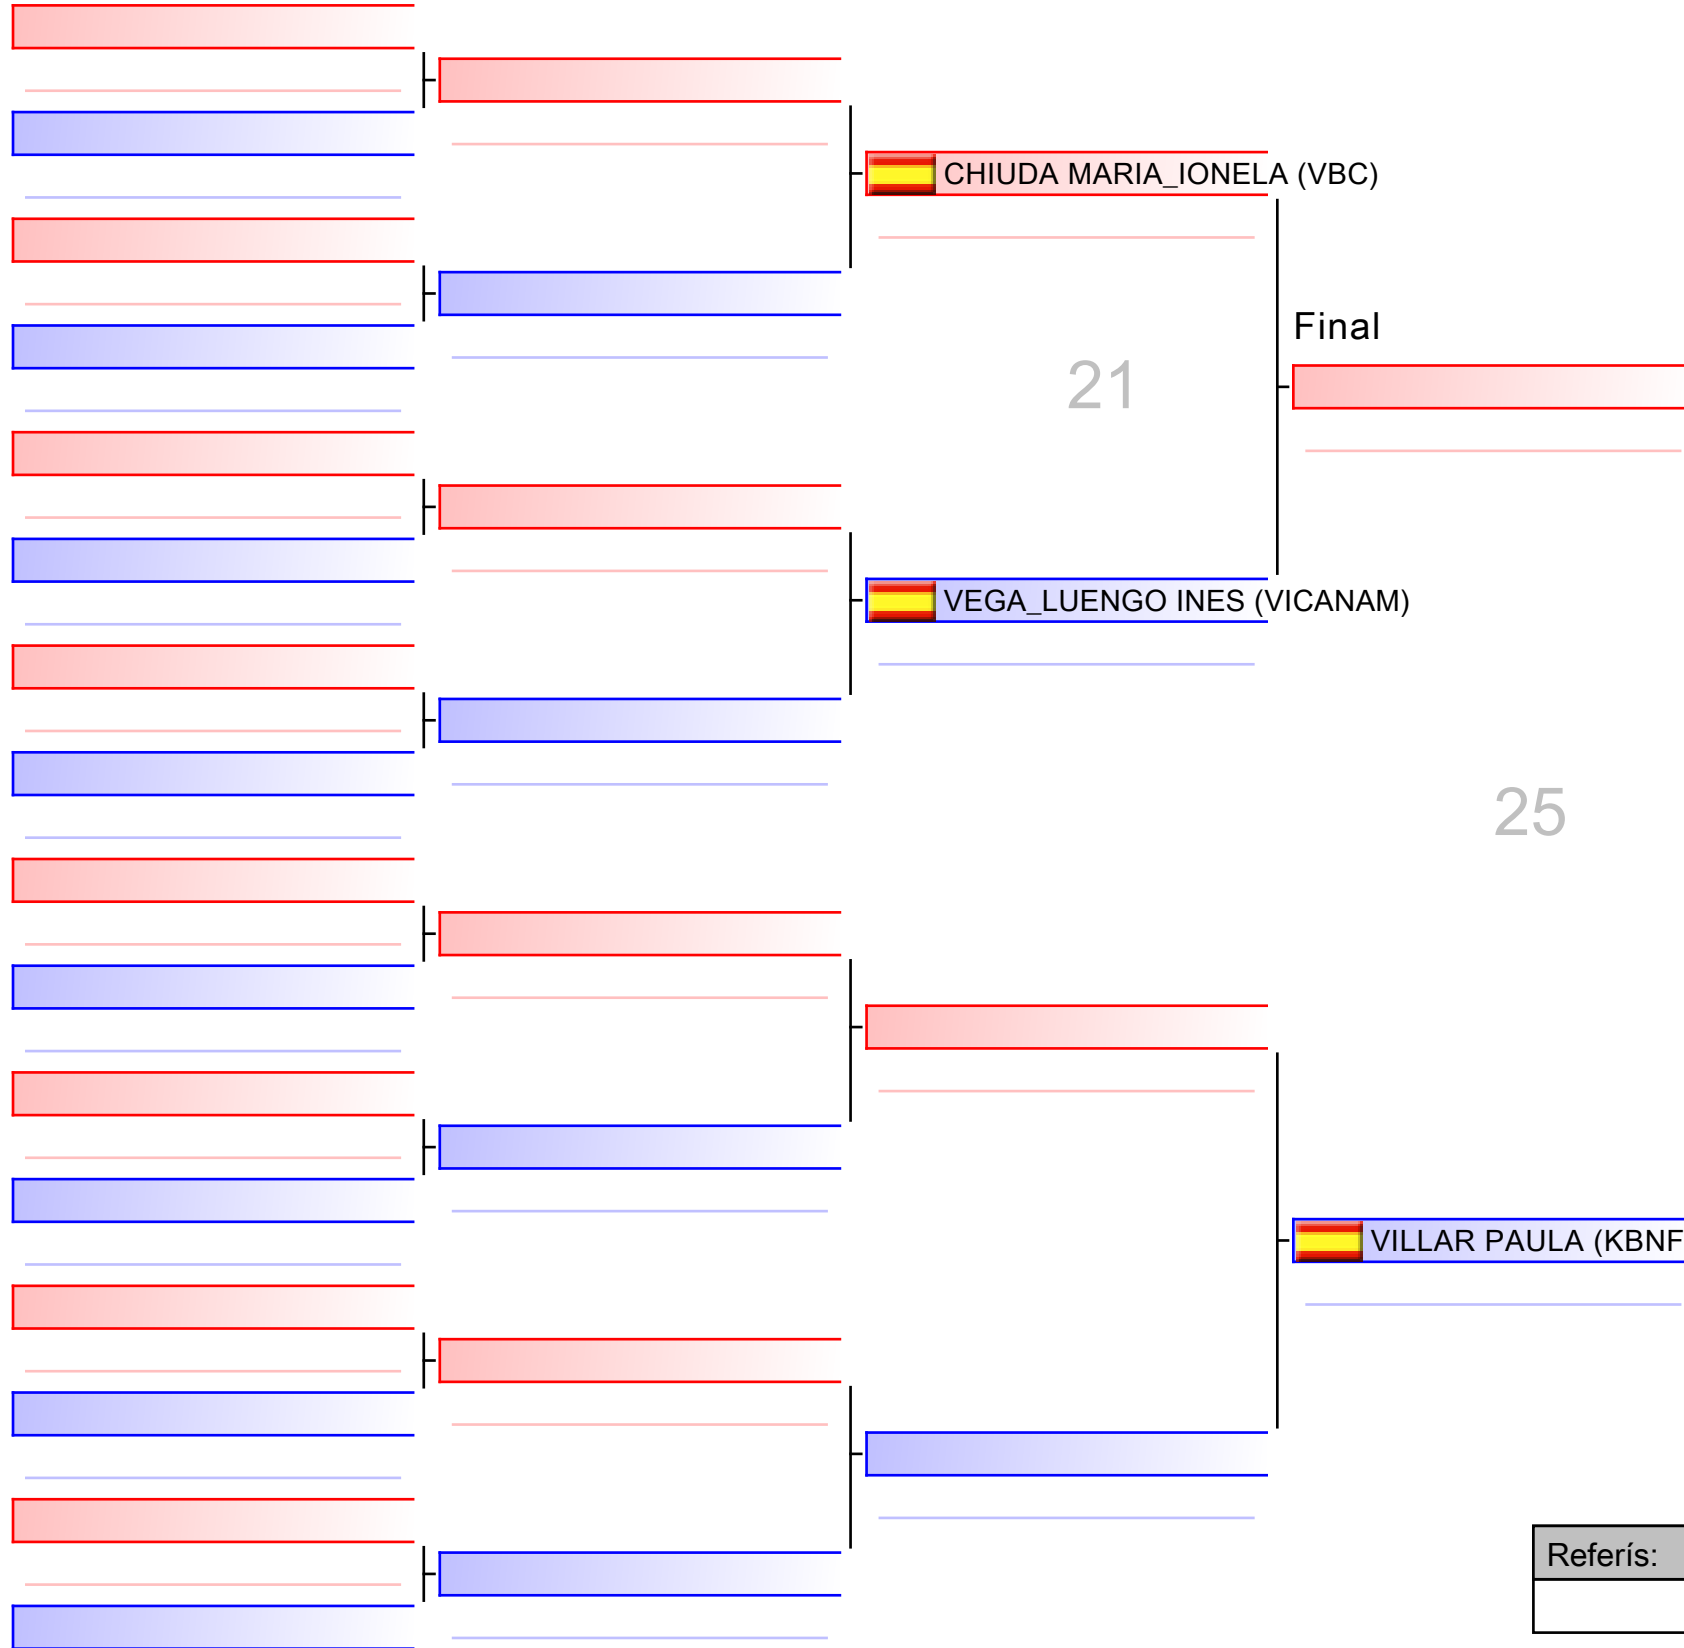 CHIUDA MARIA_IONELA (VBC)
Final
21
VEGA_LUENGO INES (VICANAM)
25
VILLAR PAULA (KBNF
Referís: